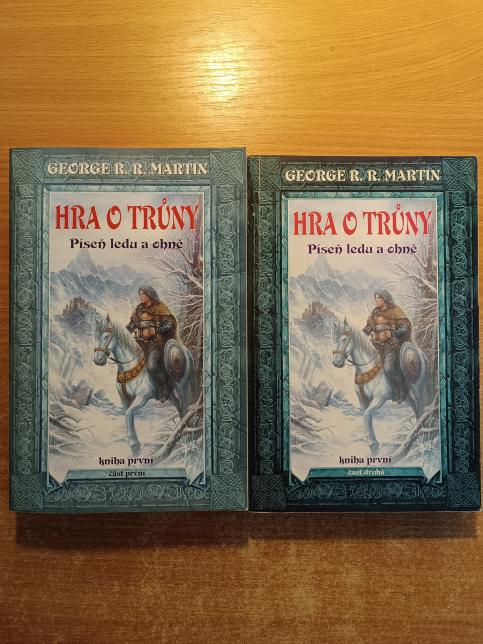 GEORGE R. R. MARTIN
HRA O TRŮNY
Píseň ledu a ohně
kniha první
část první
GEORGE R. R. MARTIN
HRA O TRŮNY
Píseň ledu a ohně
kniha první
část druhá